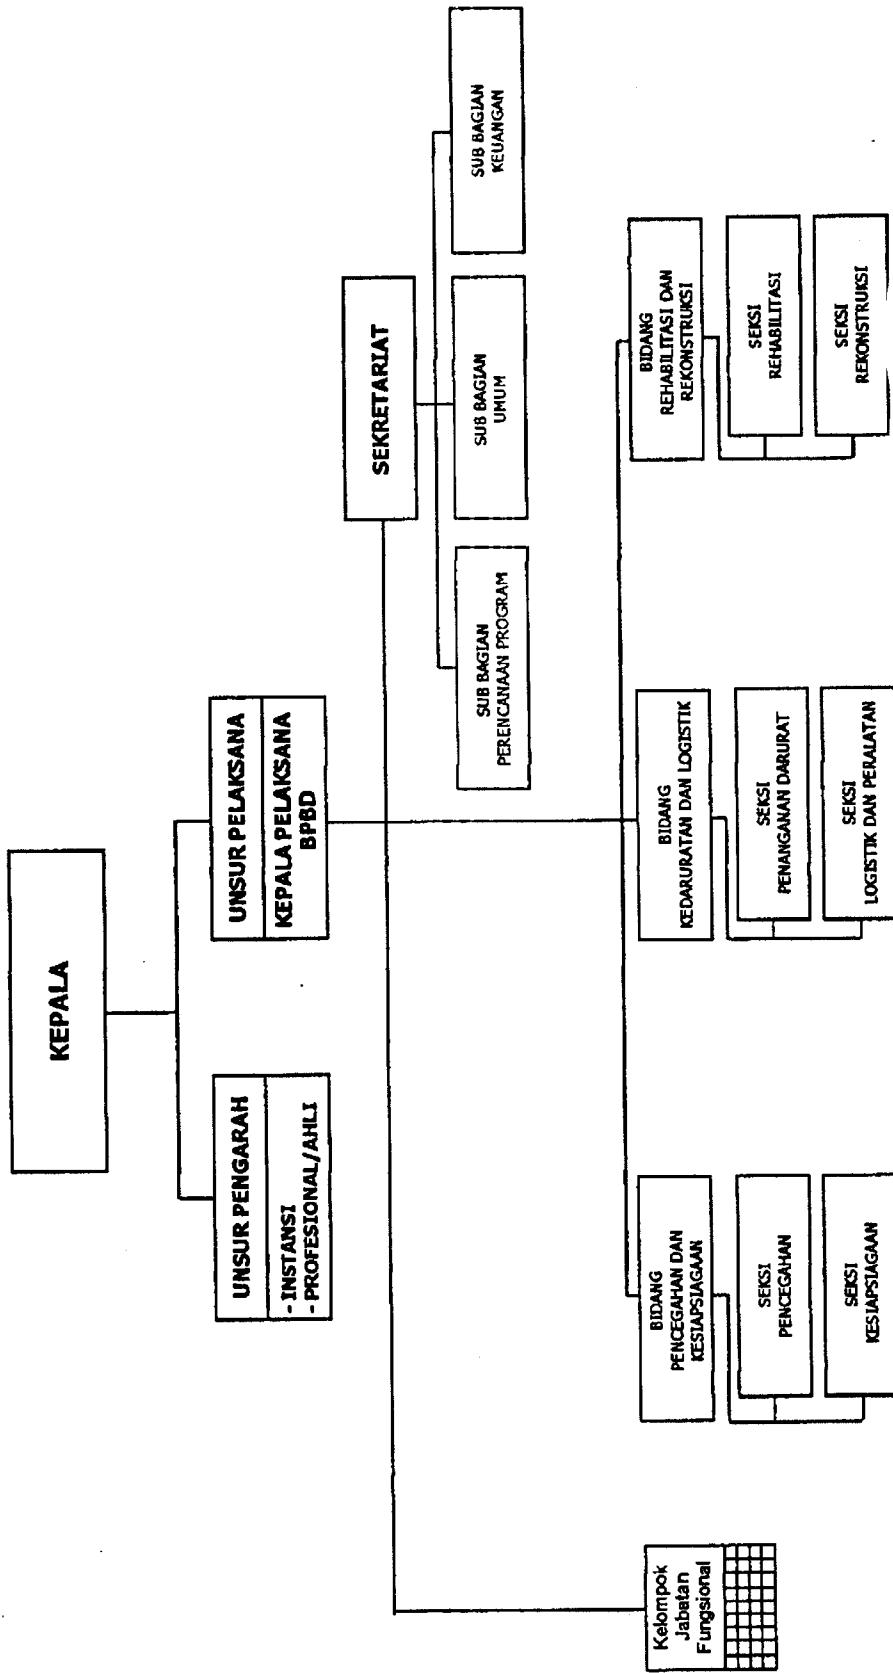 KEPALA
UNSUR PENGARAH
- INSTANSI
- PROFESIONAL/AHLI
UNSUR PELAKSANA
KEPALA PELAKSANA
BPBD
SEKRETARIAT
SUB BAGIAN
PERENCANAAN PROGRAM
SUB BAGIAN
UMUM
SUB BAGIAN
KEUANGAN
Kelompok
Jabatan
Fungsional
BIDANG
PENCEGAHAN DAN
KESIAPSIAGAAN
SEKSI
PENCEGAHAN
SEKSI
KESIAPSIAGAAN
BIDANG
KEDARURATAN DAN LOGISTIK
SEKSI
PENANGANAN DARURAT
SEKSI
LOGISTIK DAN PERALATAN
BIDANG
REHABILITASI DAN
REKONSTRUKSI
SEKSI
REHABILITASI
SEKSI
REKONSTRUKSI